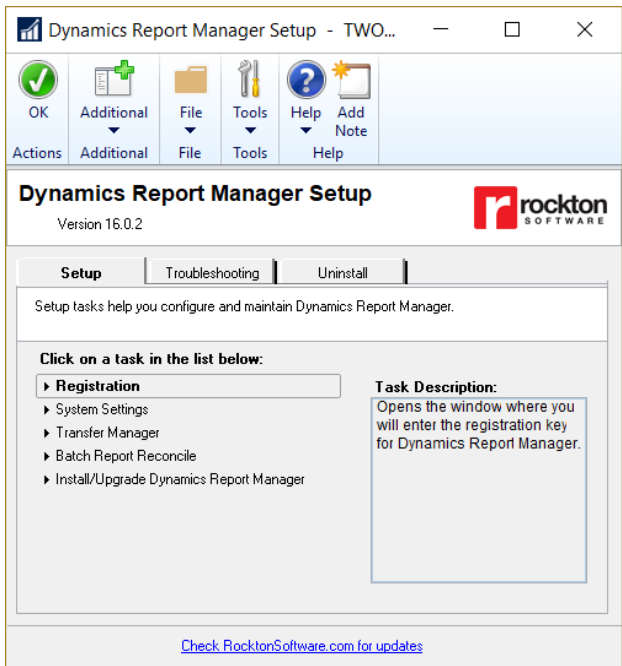 Dynamics Report Manager Setup - TWO...
OK
Additional
File
Tools
Help
Add
Note
Actions
Additional
File
Tools
Help
Dynamics Report Manager Setup
Version 16.0.2
rockton
SOFTWARE
Setup
Troubleshooting
Uninstall
Setup tasks help you configure and maintain Dynamics Report Manager.
Click on a task in the list below:
Registration
System Settings
Transfer Manager
Batch Report Reconcile
Install/Upgrade Dynamics Report Manager
Task Description:
Opens the window where you
will enter the registration key
for Dynamics Report Manager.
Check RocktonSoftware.com for updates